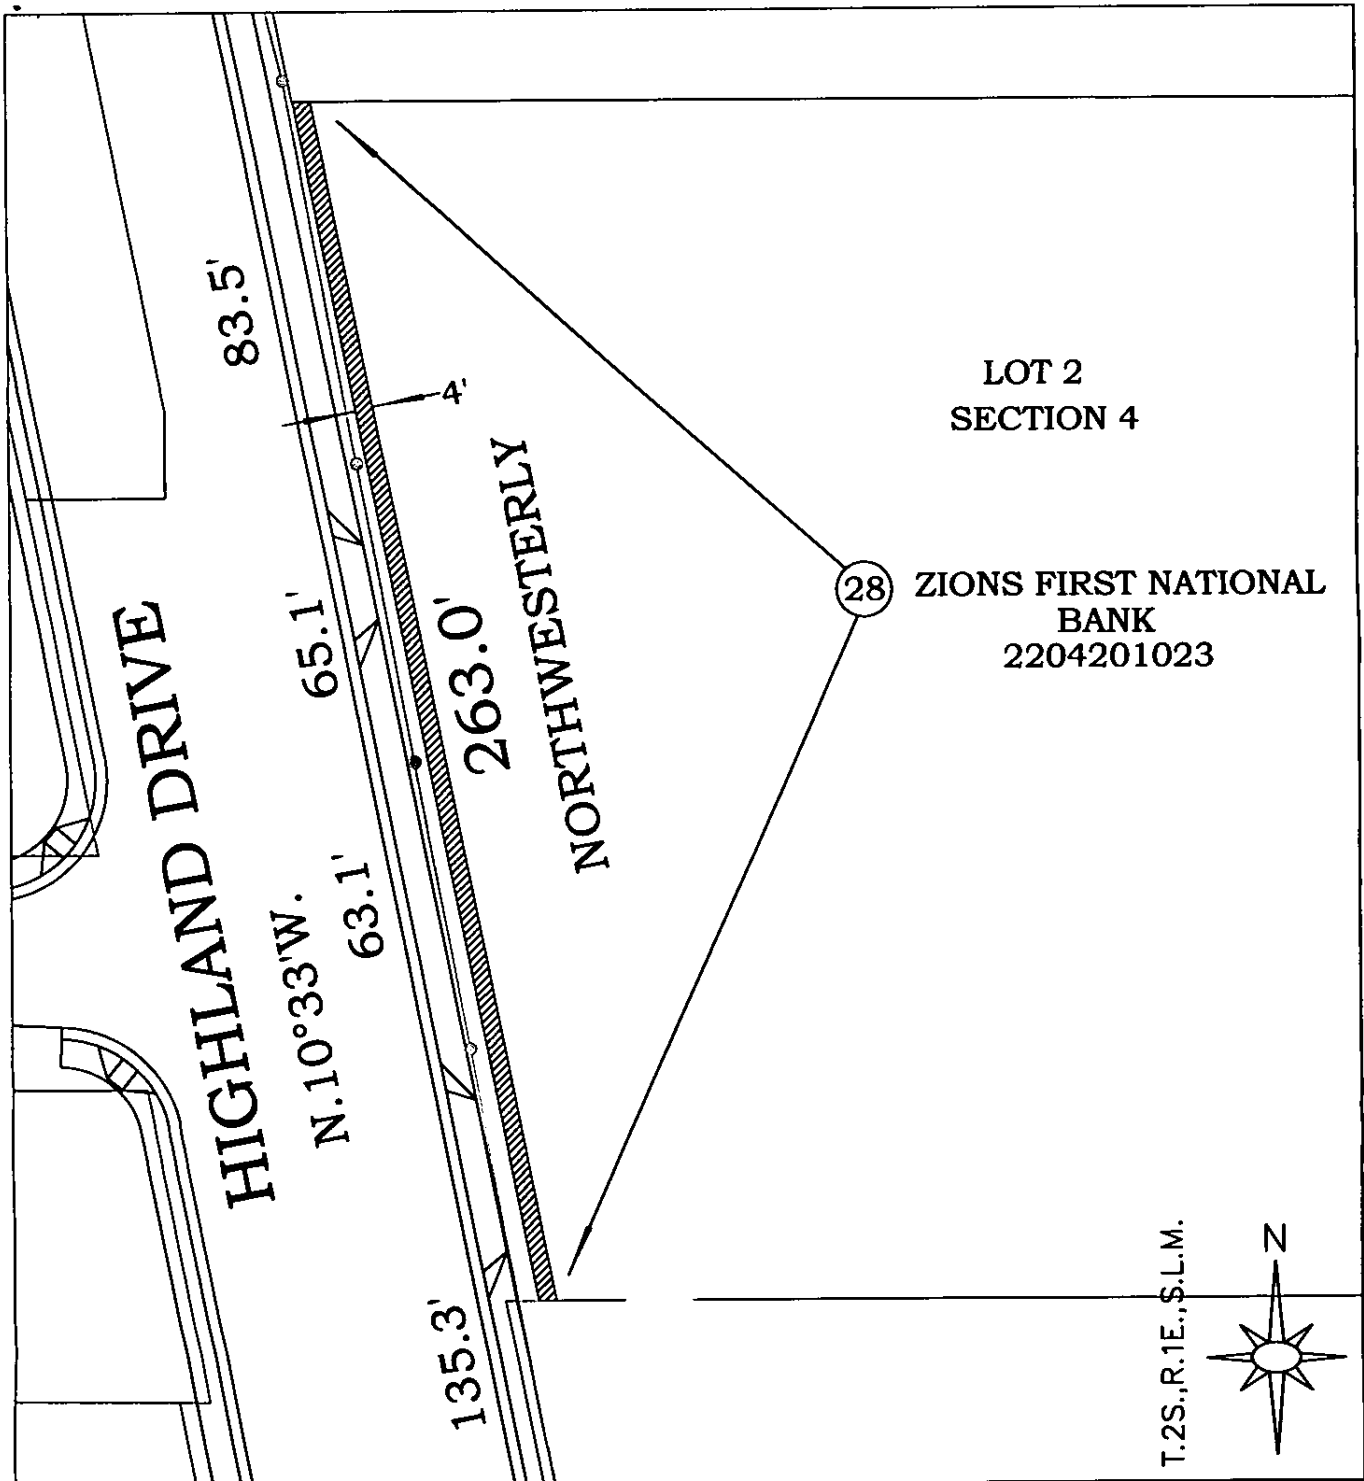 83.5'
4'
LOT 2
SECTION 4
NORTHWESTERLY
28
ZIONS FIRST NATIONAL
BANK
2204201023
65.1'
263.0'
HIGHLAND DRIVE
63.1'
N.10°33'W.
135.3'
T.2S.,R.1E.,S.L.M.
N